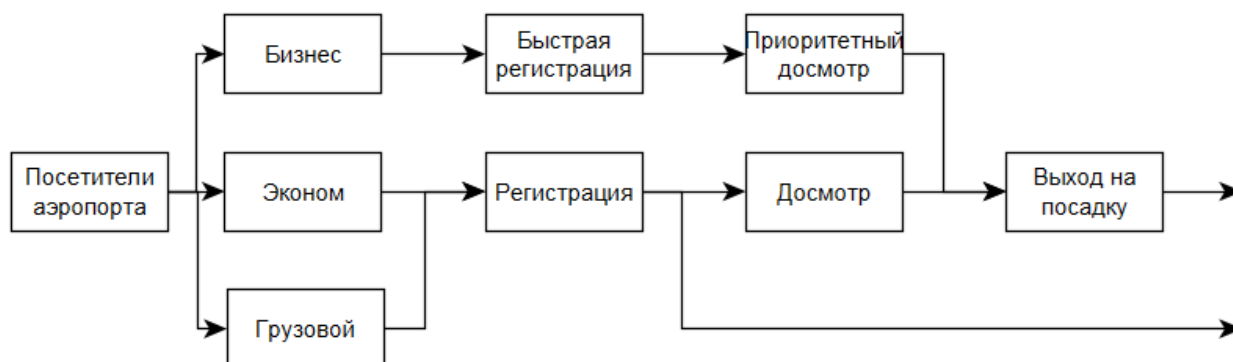 Бизнес
Быстрая
регистрация
Приоритетный
досмотр
Посетители
аэропорта
Эконом
Регистрация
Досмотр
Выход на
посадку
Грузовой